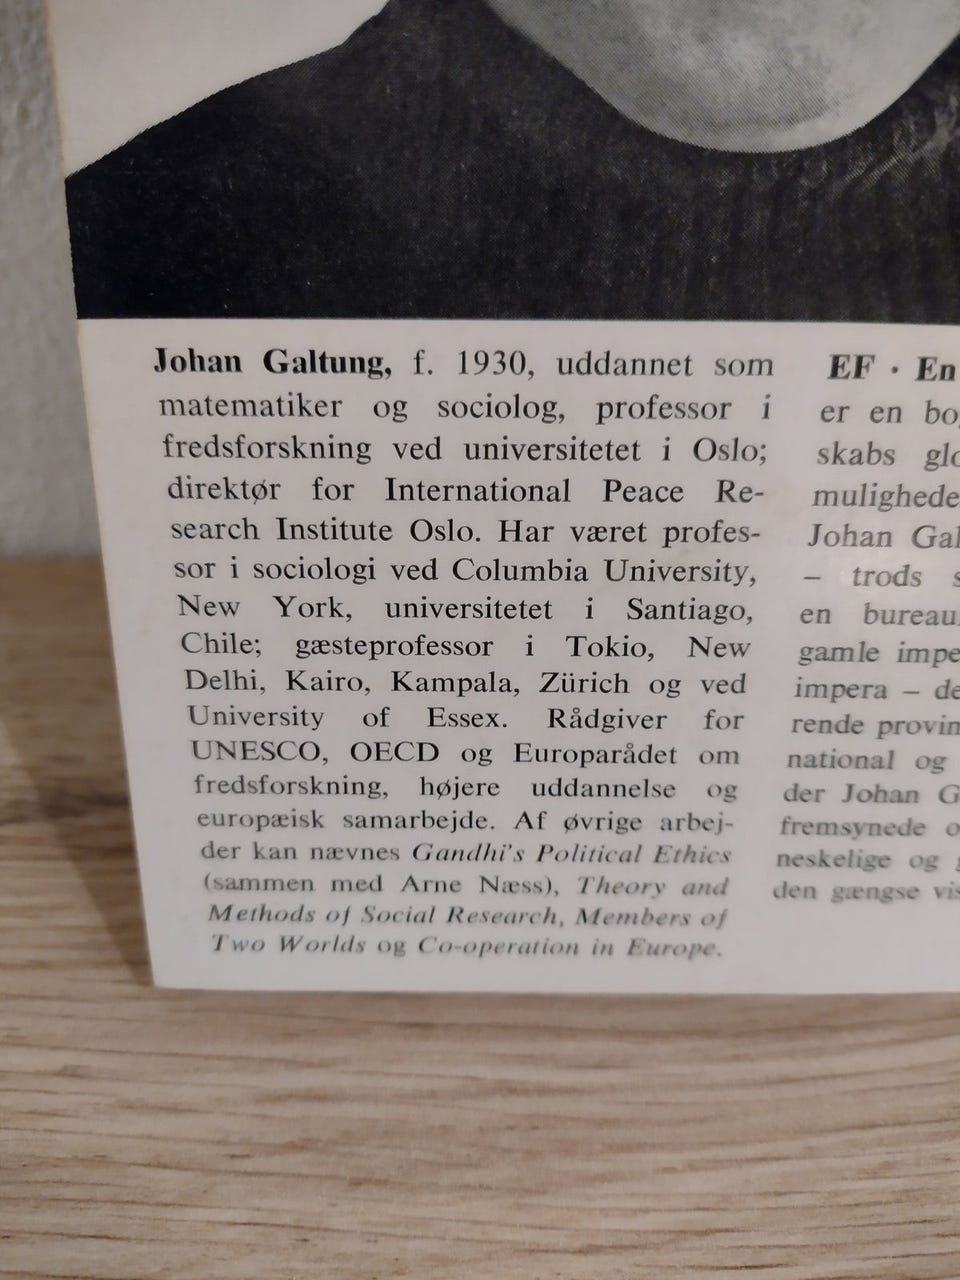 Johan Galtung, f. 1930, uddannet som
matematiker og sociolog, professor i
fredsforskning ved universitetet i Oslo;
direktør for International Peace Re-
search Institute Oslo. Har været profes-
sor i sociologi ved Columbia University,
New York, universitetet i Santiago,
Chile; gæsteprofessor i Tokio, New
Delhi, Kairo, Kampala, Zürich og ved
University of Essex. Rådgiver for
UNESCO, OECD og Europarådet om
fredsforskning, højere uddannelse og
europæisk samarbejde. Af øvrige arbej-
der kan nævnes Gandhi's Political Ethics
(sammen med Arne Næss), Theory and
Methods of Social Research, Members of
Two Worlds og Co-operation in Europe.
EF · En
er en
skabs
Johan
– trods
en
gamle
impera –
national og
der Johan
fremsynede
neskelige og
den gængse